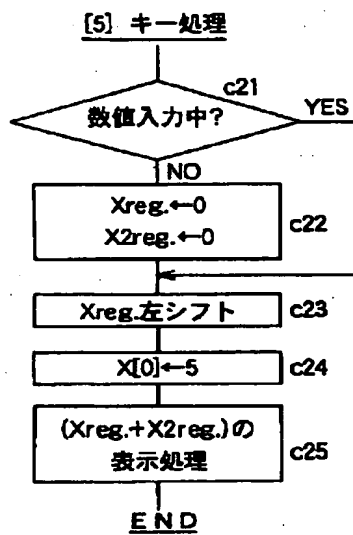 [5] キー処理
c21
数値入力中?
YES
NO
Xreg.←0
X2reg.←0
c22
Xreg.左シフト
c23
X[0]←5
c24
(Xreg.+X2reg.)の
表示処理
c25
END